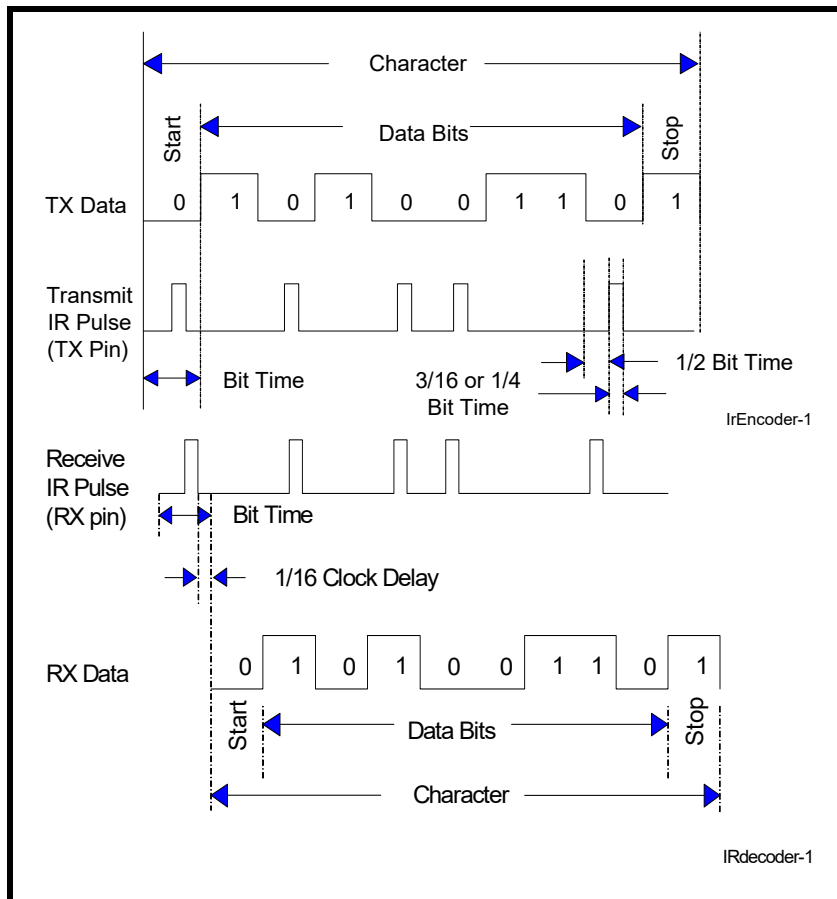 Character
Start
Data Bits
Stop
TX Data
0 1 0 1 0 0 1 1 0 1
Transmit
IR Pulse
(TX Pin)
Bit Time
3/16 or 1/4
Bit Time
1/2 Bit Time
IrEncoder-1
Receive
IR Pulse
(RX pin)
Bit Time
1/16 Clock Delay
RX Data
0 1 0 1 0 0 1 1 0 1
Start
Data Bits
Stop
Character
IRdecoder-1